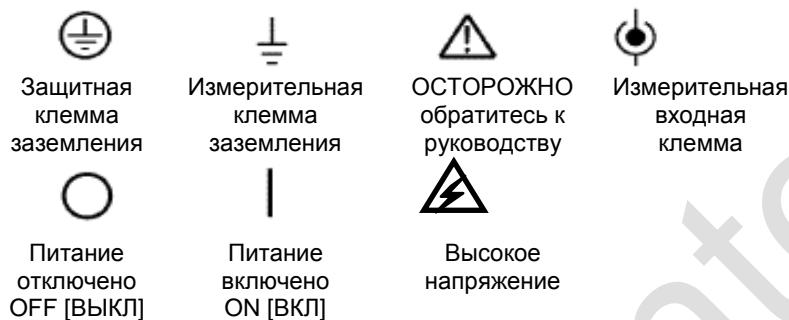 Защитная
клемма
заземления
Измерительная
клемма
заземления
ОСТОРОЖНО
обратитесь к
руководству
Измерительная
входная
клемма
Питание
отключено
OFF [ВЫКЛ]
Питание
включено
ON [ВКЛ]
Высокое
напряжение